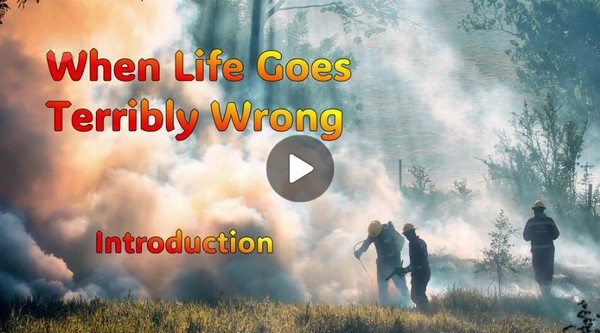 When Life Goes
Terribly Wrong
Introduction